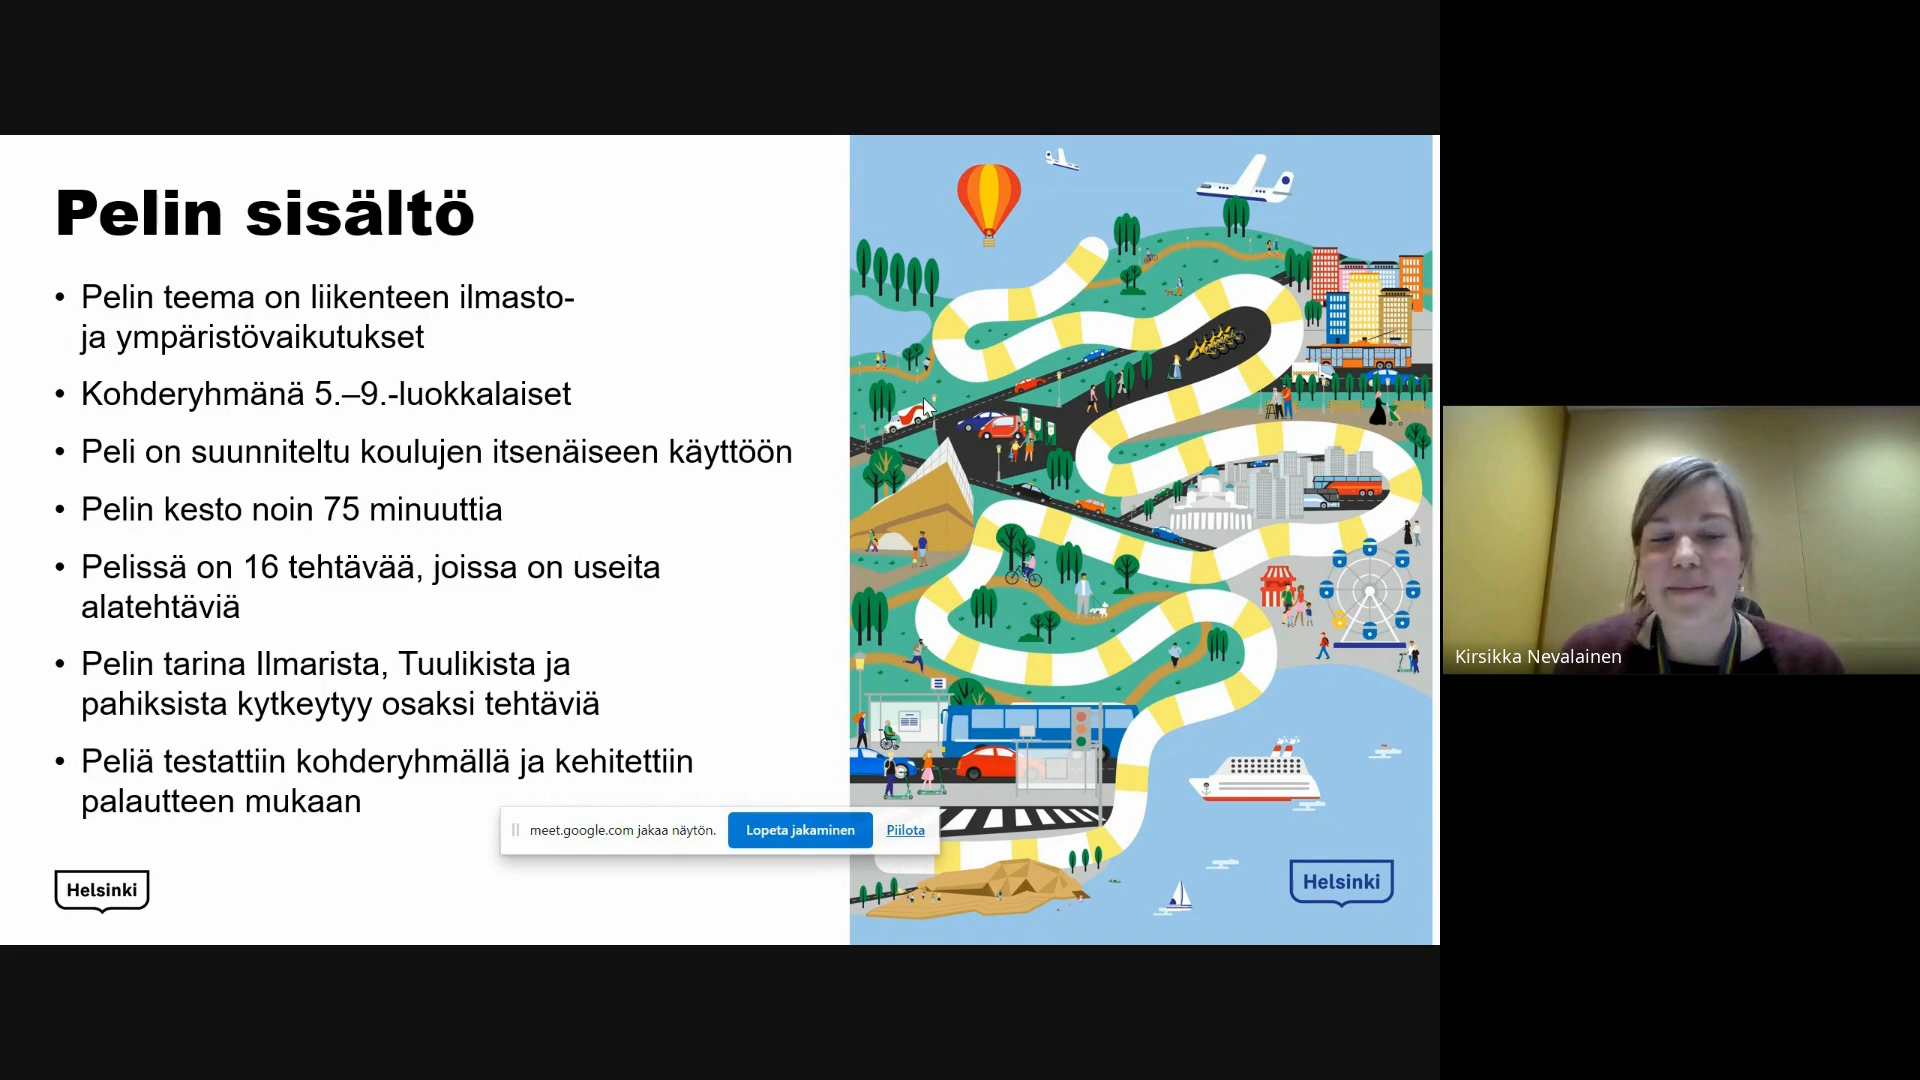 Pelin sisältö
• Pelin teema on liikenteen ilmasto-
ja ympäristövaikutukset
• Kohderyhmänä 5.–9.-luokkalaiset
• Peli on suunniteltu koulujen itsenäiseen käyttöön
• Pelin kesto noin 75 minuuttia
• Pelissä on 16 tehtävää, joissa on useita
alatehtäviä
• Pelin tarina Ilmarista, Tuulikista ja
pahiksista kytkeytyy osaksi tehtäviä
• Peliä testattiin kohderyhmällä ja kehitettiin
palautteen mukaan
meet.google.com jakaa näytön.
Lopeta jakaminen
Piilota
Helsinki
Helsinki
Kirsikka Nevalainen